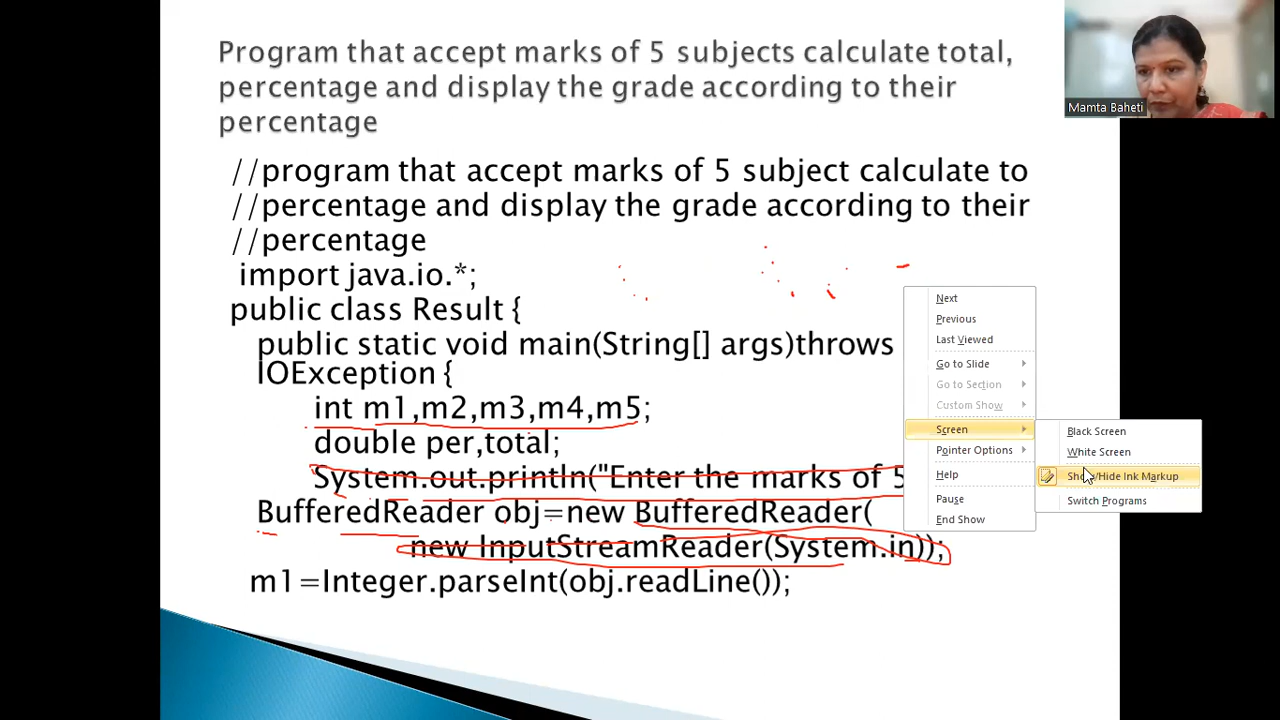 Program that accept marks of 5 subjects calculate total,
percentage and display the grade according to their
percentage
Mamta Baheti
//program that accept marks of 5 subject calculate to
//percentage and display the grade according to their
//percentage
import java.io.*;
public class Result {
public static void main(String[] args)throws
IOException {
int m1,m2,m3,m4,m5;
double per,total;
System.out.println("Enter the marks of 5
BufferedReader obj=new BufferedReader(
new InputStreamReader(System.in));
m1=Integer.parseInt(obj.readLine());
Next
Previous
Last Viewed
Go to Slide
Go to Section
Custom Show
Screen
Pointer Options
Help
Pause
End Show
Black Screen
White Screen
Show/Hide Ink Markup
Switch Programs